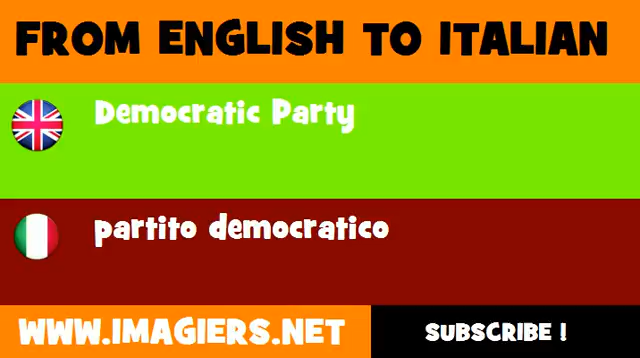 FROM ENGLISH TO ITALIAN
Democratic Party
partito democratico
WWW.IMAGIERS.NET
SUBSCRIBE !